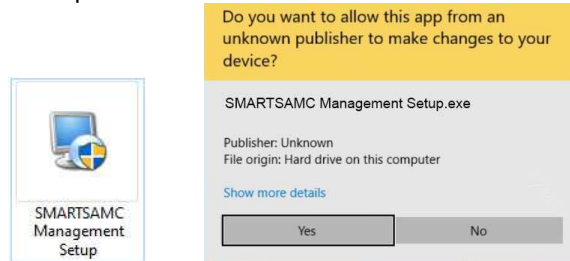 Do you want to allow this app from an
unknown publisher to make changes to your
device?
SMARTSAMC Management Setup.exe
Publisher: Unknown
File origin: Hard drive on this computer
Show more details
Yes
No
SMARTSAMC
Management
Setup